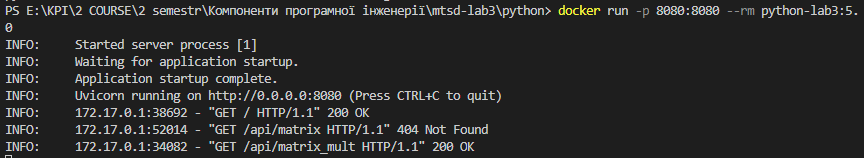 PS E:\KPI\2 COURSE\2 semestr\Компоненти програмної інженерії\mtsd-lab3\python> docker run -p 8080:8080 --rm python-lab3:5.
0
INFO:     Started server process [1]
INFO:     Waiting for application startup.
INFO:     Application startup complete.
INFO:     Uvicorn running on http://0.0.0.0:8080 (Press CTRL+C to quit)
INFO:     172.17.0.1:38692 - "GET / HTTP/1.1" 200 OK
INFO:     172.17.0.1:52014 - "GET /api/matrix HTTP/1.1" 404 Not Found
INFO:     172.17.0.1:34082 - "GET /api/matrix_mult HTTP/1.1" 200 OK